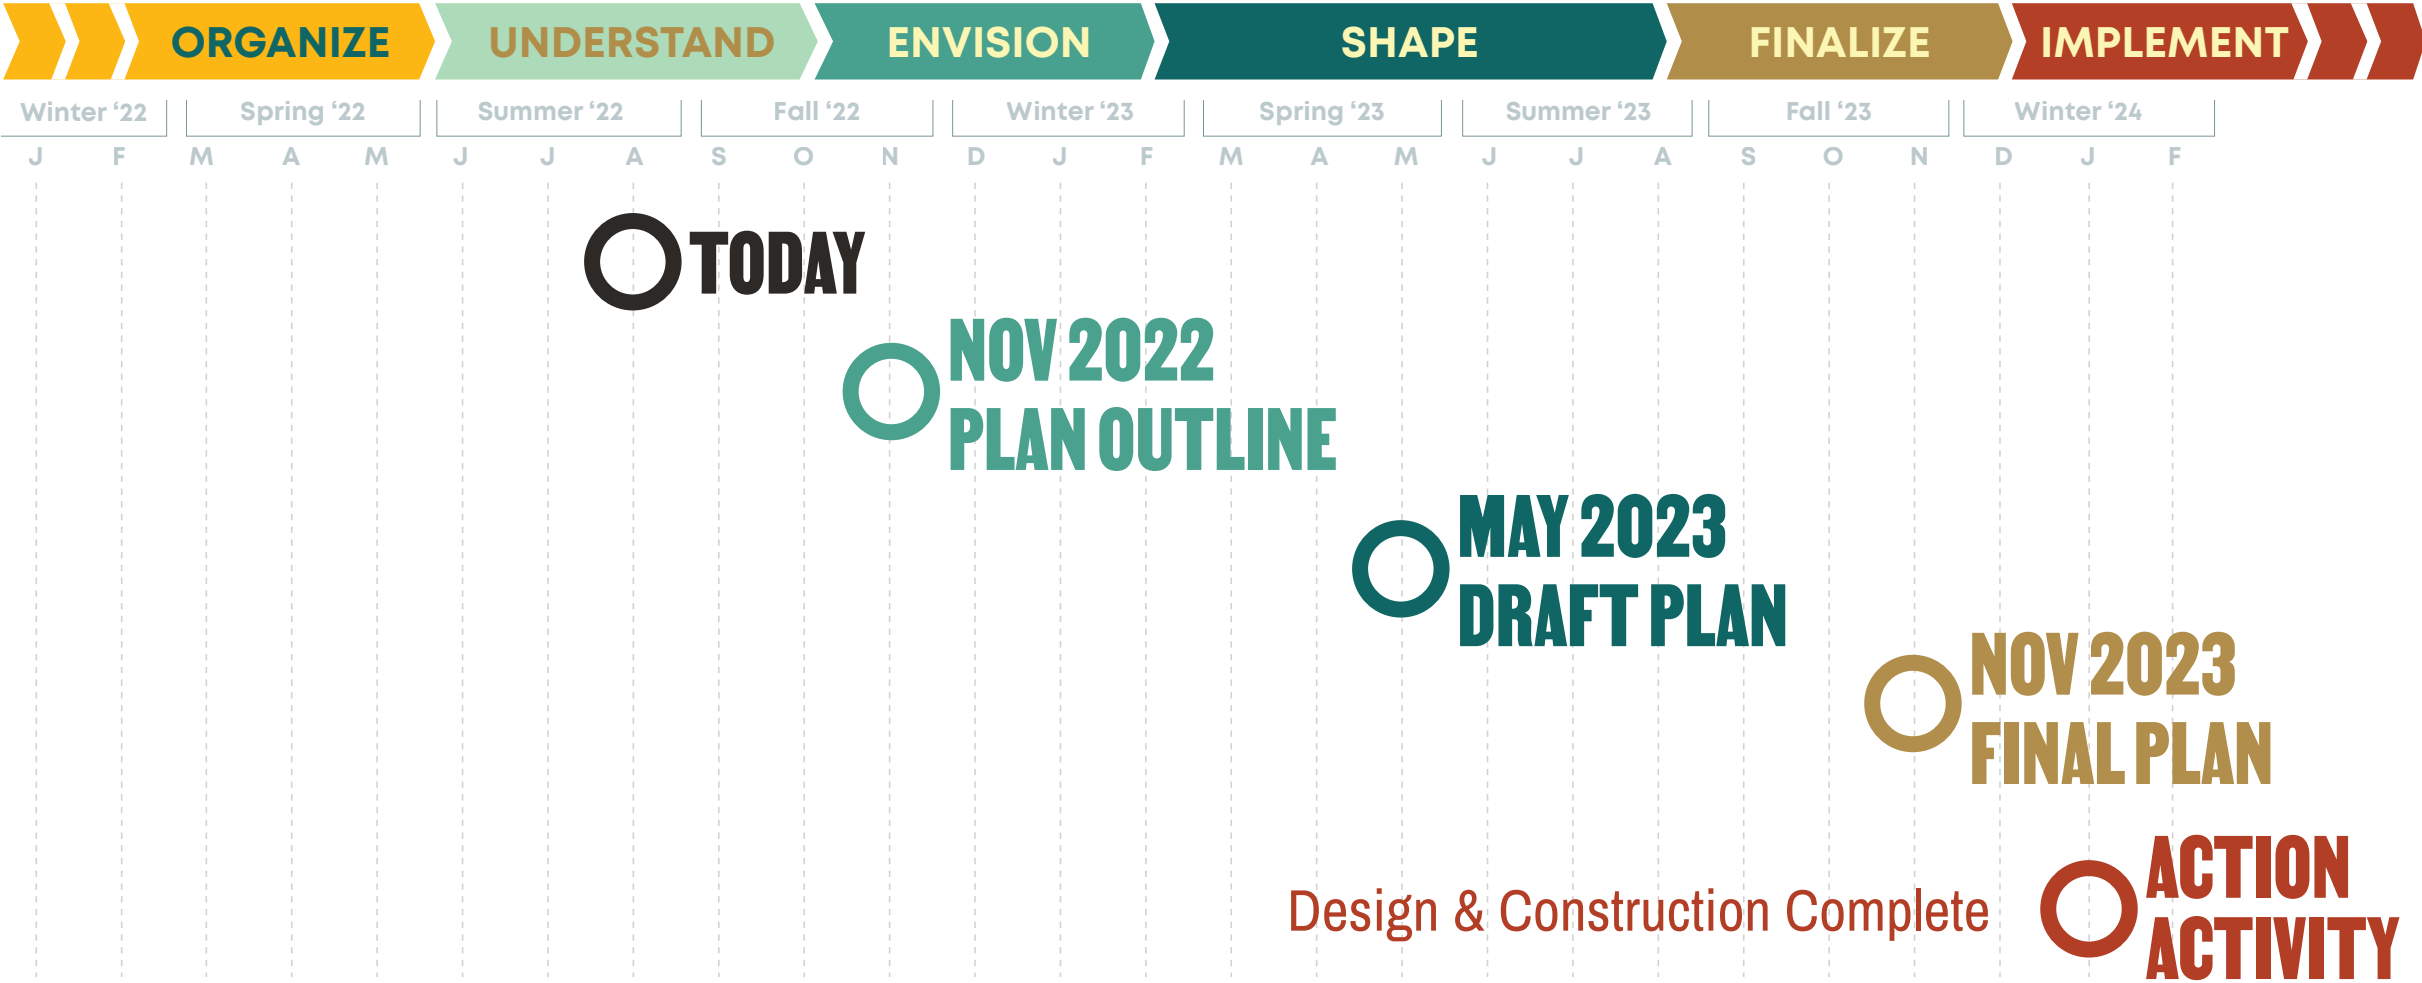 ORGANIZE UNDERSTAND ENVISION SHAPE FINALIZE IMPLEMENT
Winter ‘22 Spring ‘22 Summer ‘22 Fall ‘22 Winter ‘23 Spring ‘23 Summer ‘23 Fall ‘23 Winter ‘24
J F M A M J J A S O N D J F M A M J J A S O N D J F
TODAY
NOV 2022
PLAN OUTLINE
MAY 2023
DRAFT PLAN
NOV 2023
FINAL PLAN
Design & Construction Complete
ACTION
ACTIVITY